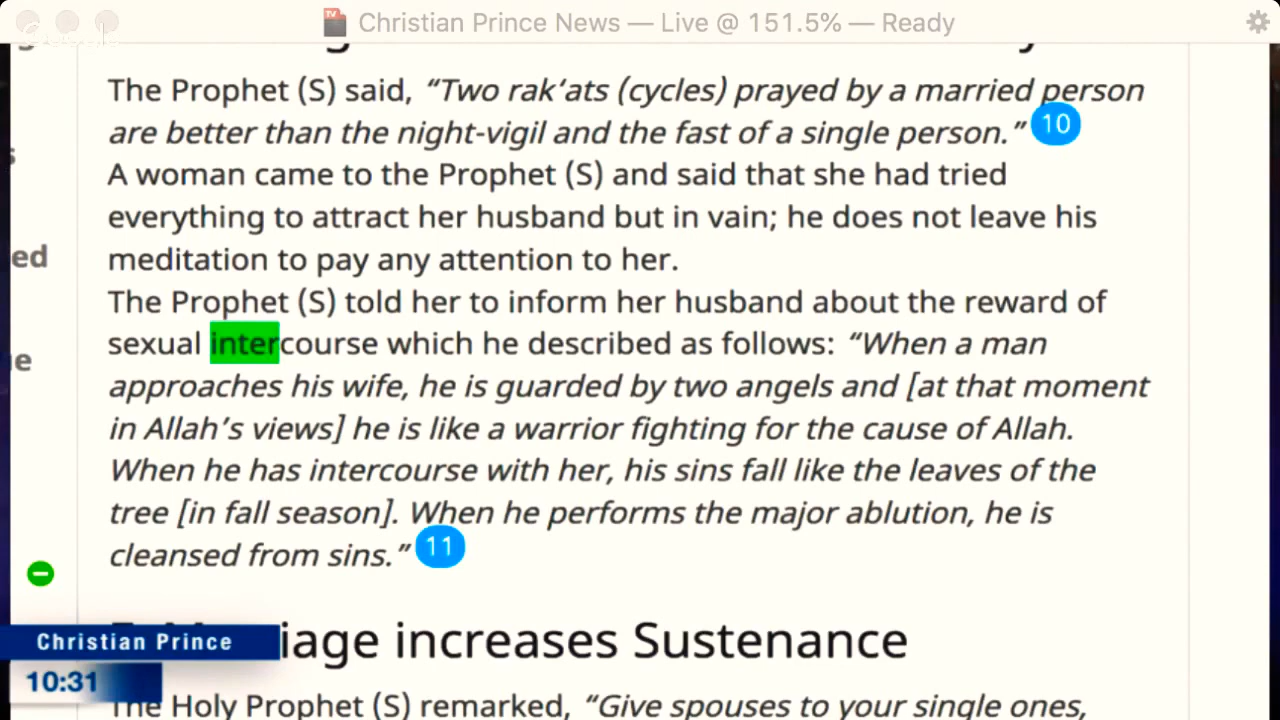 Christian Prince News — Live @ 151.5% — Ready
The Prophet (S) said, “Two rak‘ats (cycles) prayed by a married person
are better than the night-vigil and the fast of a single person.” 10
A woman came to the Prophet (S) and said that she had tried
everything to attract her husband but in vain; he does not leave his
meditation to pay any attention to her.
The Prophet (S) told her to inform her husband about the reward of
sexual intercourse which he described as follows: “When a man
approaches his wife, he is guarded by two angels and [at that moment
in Allah’s views] he is like a warrior fighting for the cause of Allah.
When he has intercourse with her, his sins fall like the leaves of the
tree [in fall season]. When he performs the major ablution, he is
cleansed from sins.” 11
ed
Christian Prince
iage increases Sustenance
10:31
The Holy Prophet (S) remarked, “Give spouses to your single ones,